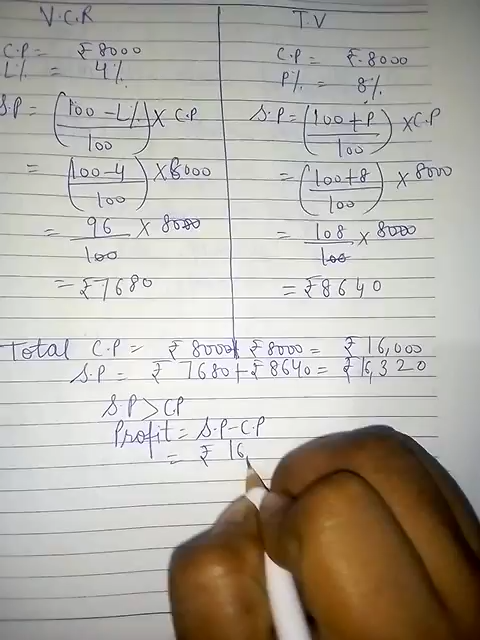 V.C.R
C.P = ₹8000
L% = 4%
S.P = (100 - L% / 100) × C.P
= (100-4 / 100) × 8000
= 96 / 100 × 8000
= ₹7680
T.V
C.P = ₹.8000
P% = 8%
S.P = (100 + P / 100) × C.P
= (100+8 / 100) × 8000
= 108 / 100 × 8000
= ₹8640
Total C.P = ₹8000+ ₹8000 = ₹16,000
S.P = ₹ 7680+₹8640 = ₹16,320
S.P > CP
Profit = S.P-C.P
= ₹ 16